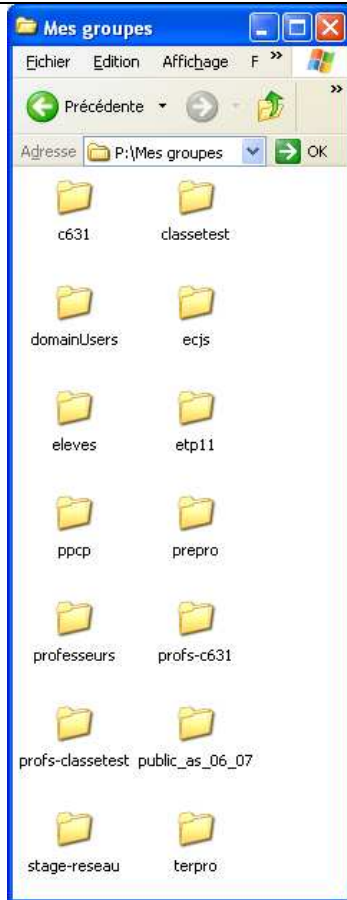 Mes groupes
Fichier Edition Affichage F »
Précédente »
Adresse P:\Mes groupes OK
c631 classetest
domainUsers ecjs
eleves etp11
ppcp prepro
professeurs profs-c631
profs-classetest public_as_06_07
stage-reseau terpro